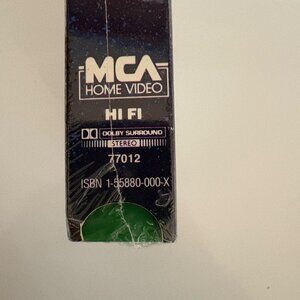 MCA
HOME VIDEO
HI FI
DOLBY SURROUND
STEREO
77012
ISBN 1-55880-000-X